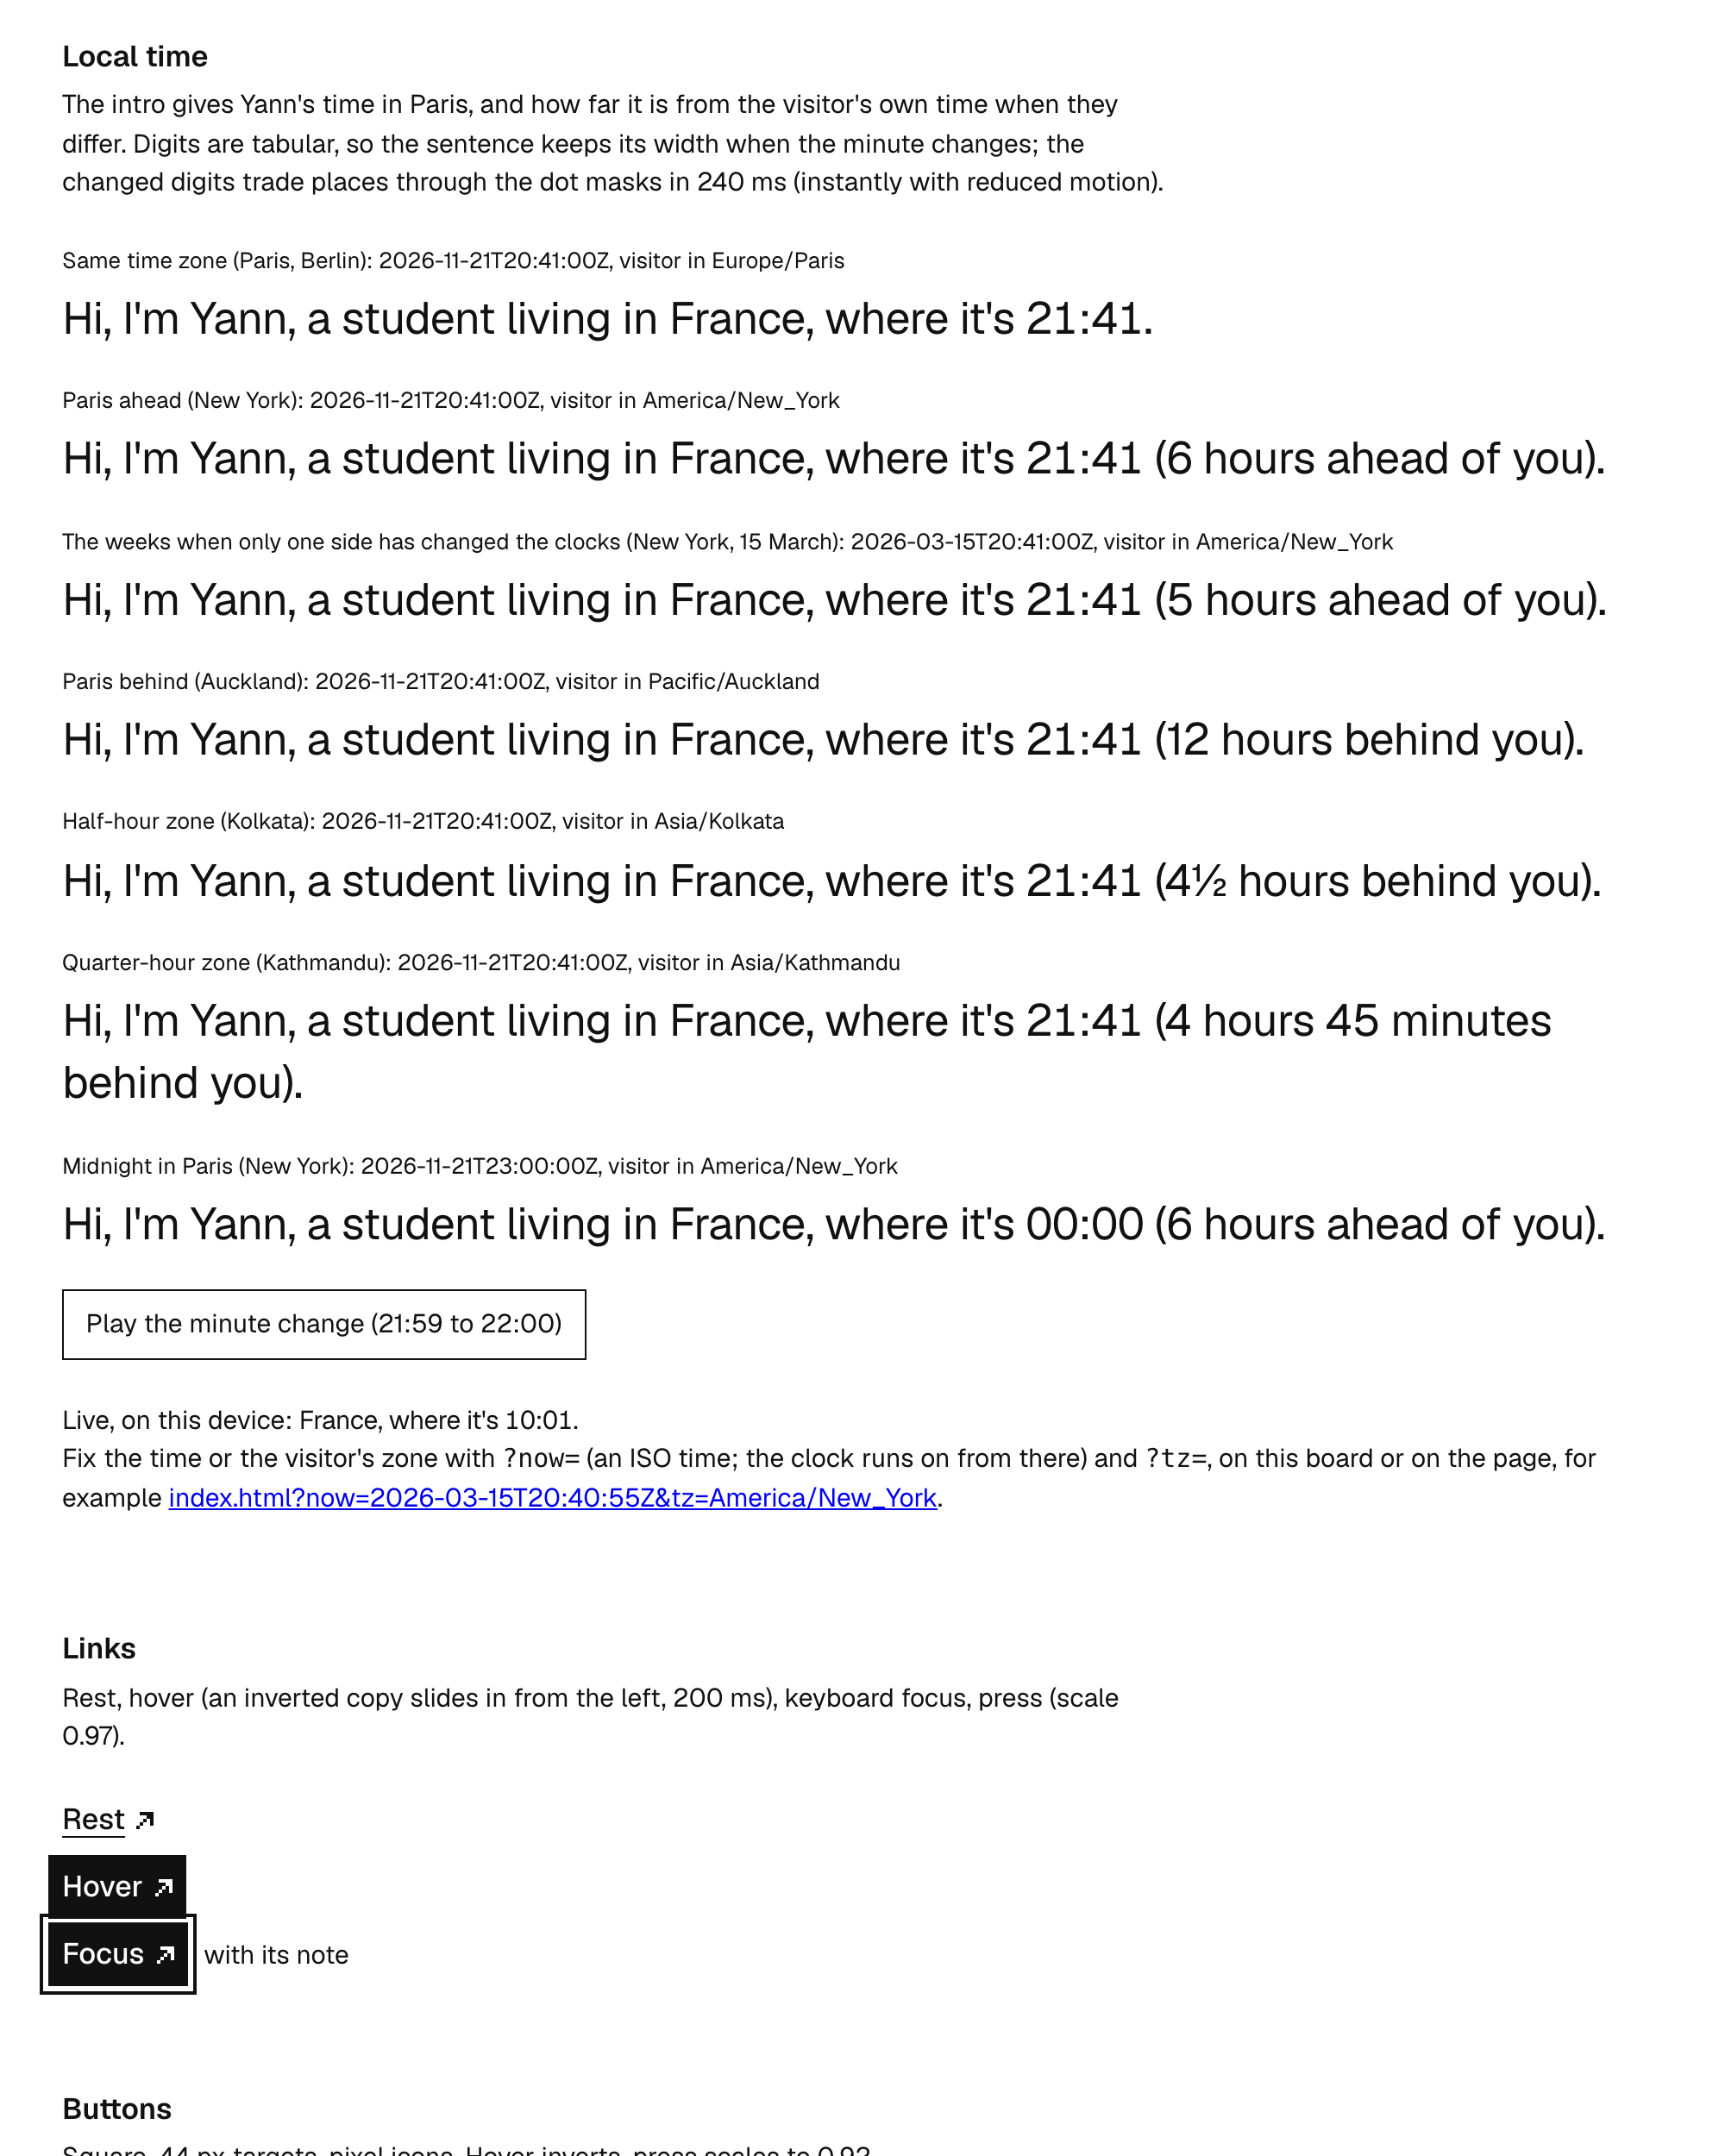 Local time
The intro gives Yann's time in Paris, and how far it is from the visitor's own time when they
differ. Digits are tabular, so the sentence keeps its width when the minute changes; the
changed digits trade places through the dot masks in 240 ms (instantly with reduced motion).
Same time zone (Paris, Berlin): 2026-11-21T20:41:00Z, visitor in Europe/Paris
Hi, I'm Yann, a student living in France, where it's 21:41.
Paris ahead (New York): 2026-11-21T20:41:00Z, visitor in America/New_York
Hi, I'm Yann, a student living in France, where it's 21:41 (6 hours ahead of you).
The weeks when only one side has changed the clocks (New York, 15 March): 2026-03-15T20:41:00Z, visitor in America/New_York
Hi, I'm Yann, a student living in France, where it's 21:41 (5 hours ahead of you).
Paris behind (Auckland): 2026-11-21T20:41:00Z, visitor in Pacific/Auckland
Hi, I'm Yann, a student living in France, where it's 21:41 (12 hours behind you).
Half-hour zone (Kolkata): 2026-11-21T20:41:00Z, visitor in Asia/Kolkata
Hi, I'm Yann, a student living in France, where it's 21:41 (4½ hours behind you).
Quarter-hour zone (Kathmandu): 2026-11-21T20:41:00Z, visitor in Asia/Kathmandu
Hi, I'm Yann, a student living in France, where it's 21:41 (4 hours 45 minutes
behind you).
Midnight in Paris (New York): 2026-11-21T23:00:00Z, visitor in America/New_York
Hi, I'm Yann, a student living in France, where it's 00:00 (6 hours ahead of you).
Play the minute change (21:59 to 22:00)
Live, on this device: France, where it's 10:01.
Fix the time or the visitor's zone with ?now= (an ISO time; the clock runs on from there) and ?tz=, on this board or on the page, for
example index.html?now=2026-03-15T20:40:55Z&tz=America/New_York.
Links
Rest, hover (an inverted copy slides in from the left, 200 ms), keyboard focus, press (scale
0.97).
Rest
Hover
Focus with its note
Buttons
Square, 44 px targets, pixel icons. Hover inverts, press scales to 0.92